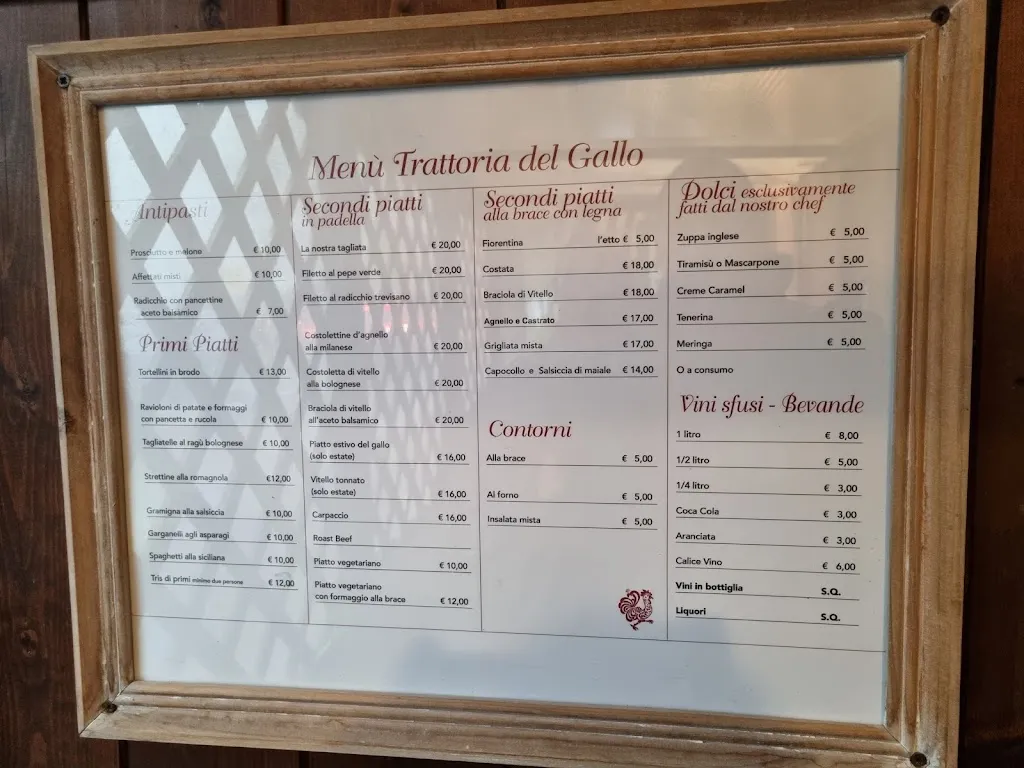 Menù Trattoria del Gallo
Antipasti
Prosciutto e melone € 10,00
Affettati misti € 10,00
Radicchio con pancettine
aceto balsamico € 7,00
Primi Piatti
Tortellini in brodo € 13,00
Ravioloni di patate e formaggi
con pancetta e rucola € 10,00
Tagliatelle al ragù bolognese € 10,00
Strettine alla romagnola €12,00
Gramigna alla salsiccia € 10,00
Garganelli agli asparagi € 10,00
Spaghetti alla siciliana € 10,00
Tris di primi minimo due persone € 12,00
Secondi piatti
in padella
La nostra tagliata € 20,00
Filetto al pepe verde € 20,00
Filetto al radicchio trevisano € 20,00
Costolettine d'agnello
alla milanese € 20,00
Costoletta di vitello
alla bolognese € 20,00
Braciola di vitello
all'aceto balsamico € 20,00
Piatto estivo del gallo
(solo estate) € 16,00
Vitello tonnato
(solo estate) € 16,00
Carpaccio € 16,00
Roast Beef
Piatto vegetariano € 10,00
Piatto vegetariano
con formaggio alla brace € 12,00
Secondi piatti
alla brace con legna
Fiorentina l'etto € 5,00
Costata € 18,00
Braciola di Vitello € 18,00
Agnello e Castrato € 17,00
Grigliata mista € 17,00
Capocollo e Salsiccia di maiale € 14,00
Contorni
Alla brace € 5,00
Al forno € 5,00
Insalata mista € 5,00
Dolci esclusivamente
fatti dal nostro chef
Zuppa inglese € 5,00
Tiramisù o Mascarpone € 5,00
Creme Caramel € 5,00
Tenerina € 5,00
Meringa € 5,00
O a consumo
Vini sfusi - Bevande
1 litro € 8,00
1/2 litro € 5,00
1/4 litro € 3,00
Coca Cola € 3,00
Aranciata € 3,00
Calice Vino € 6,00
Vini in bottiglia S.Q.
Liquori S.Q.